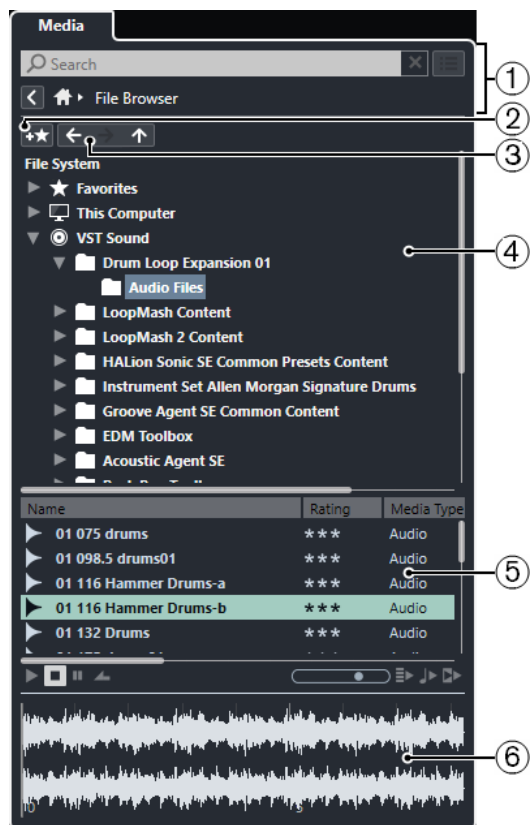 Media
Search
File Browser
1
2
3
File System
Favorites
This Computer
VST Sound
4
Drum Loop Expansion 01
Audio Files
LoopMash Content
LoopMash 2 Content
HALion Sonic SE Common Presets Content
Instrument Set Allen Morgan Signature Drums
Groove Agent SE Common Content
EDM Toolbox
Acoustic Agent SE
Name Rating Media Type
01 075 drums *** Audio
01 098.5 drums01 *** Audio
5
01 116 Hammer Drums-a *** Audio
01 116 Hammer Drums-b *** Audio
01 132 Drums *** Audio
6
0